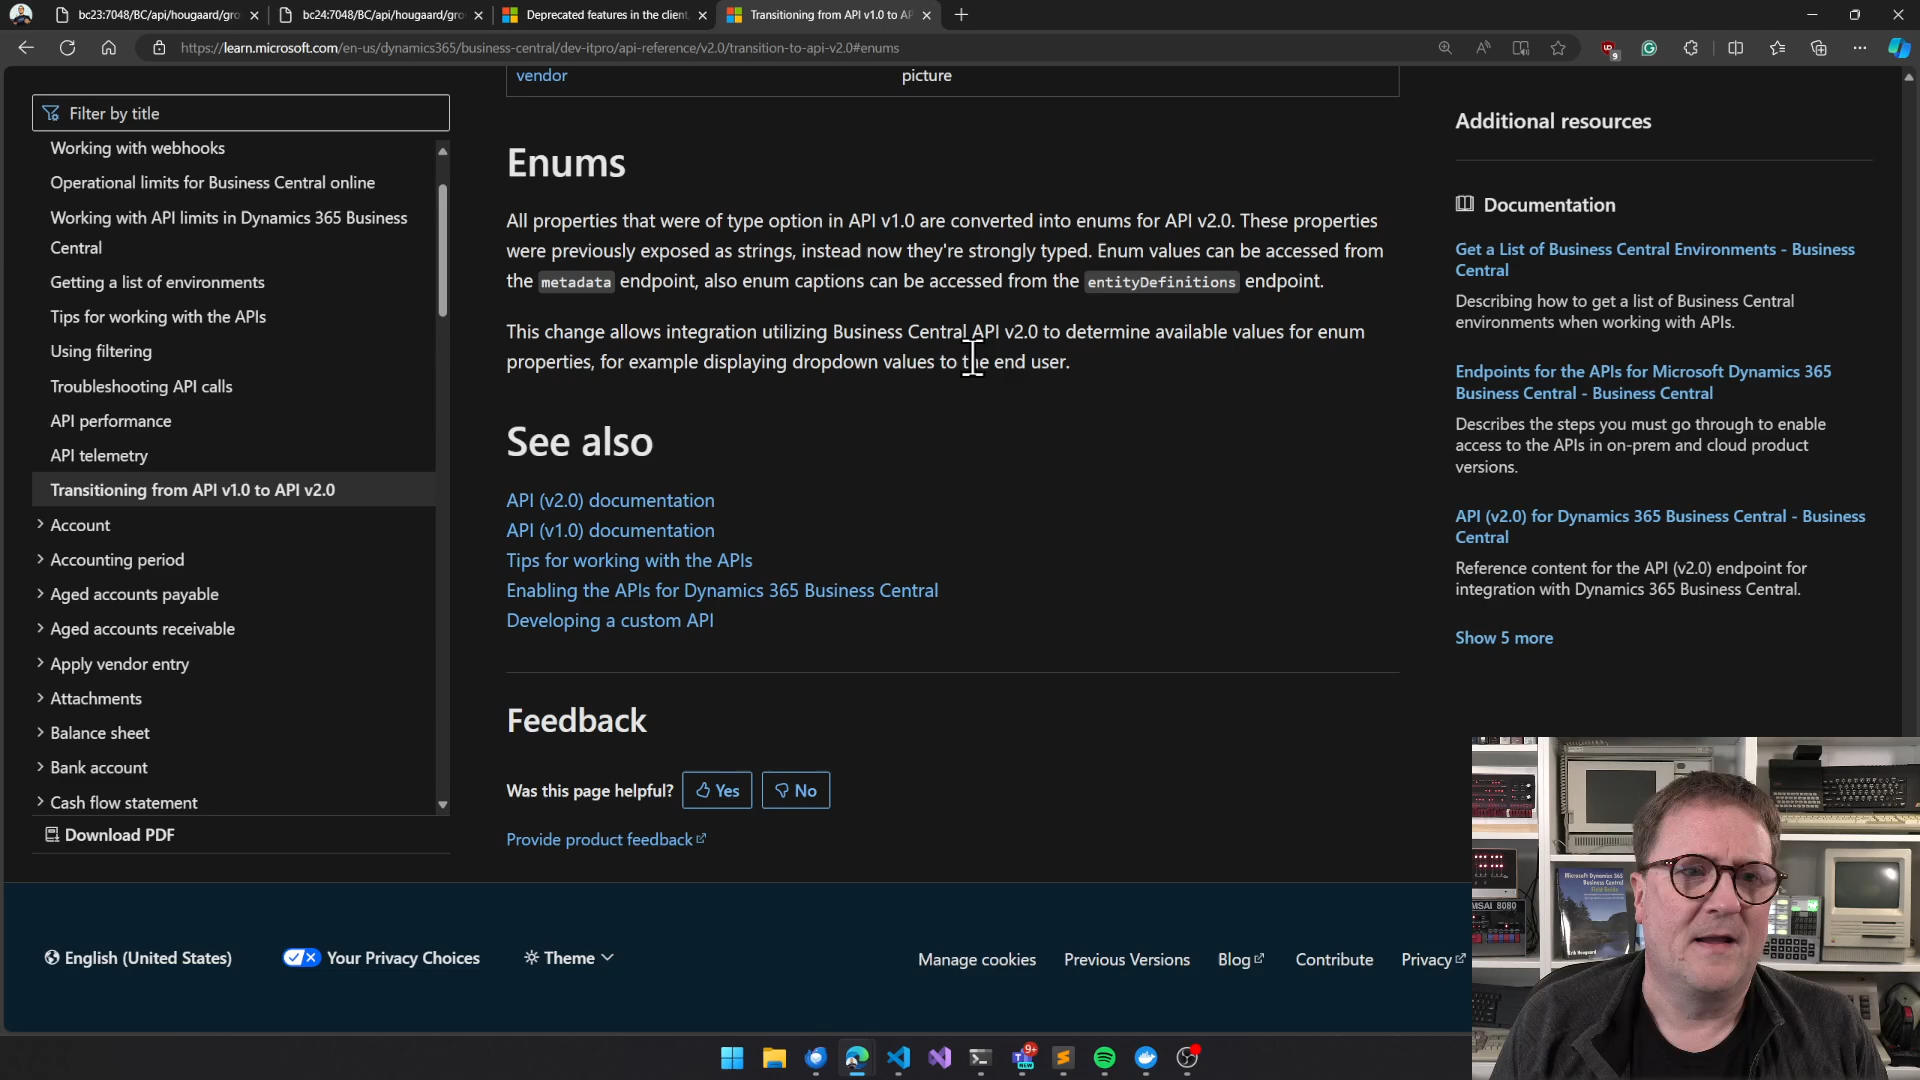 bc23:7048/BC/api/hougaard/gro
bc24:7048/BC/api/hougaard/gro
Deprecated features in the client,
Transitioning from API v1.0 to AP
https://learn.microsoft.com/en-us/dynamics365/business-central/dev-itpro/api-reference/v2.0/transition-to-api-v2.0#enums
9
Filter by title
Working with webhooks
Operational limits for Business Central online
Working with API limits in Dynamics 365 Business
Central
Getting a list of environments
Tips for working with the APIs
Using filtering
Troubleshooting API calls
API performance
API telemetry
Transitioning from API v1.0 to API v2.0
Account
Accounting period
Aged accounts payable
Aged accounts receivable
Apply vendor entry
Attachments
Balance sheet
Bank account
Cash flow statement
Download PDF
vendor picture
Enums
All properties that were of type option in API v1.0 are converted into enums for API v2.0. These properties
were previously exposed as strings, instead now they're strongly typed. Enum values can be accessed from
the metadata endpoint, also enum captions can be accessed from the entityDefinitions endpoint.
This change allows integration utilizing Business Central API v2.0 to determine available values for enum
properties, for example displaying dropdown values to the end user.
See also
API (v2.0) documentation
API (v1.0) documentation
Tips for working with the APIs
Enabling the APIs for Dynamics 365 Business Central
Developing a custom API
Feedback
Was this page helpful? Yes No
Provide product feedback
Additional resources
Documentation
Get a List of Business Central Environments - Business
Central
Describing how to get a list of Business Central
environments when working with APIs.
Endpoints for the APIs for Microsoft Dynamics 365
Business Central - Business Central
Describes the steps you must go through to enable
access to the APIs in on-prem and cloud product
versions.
API (v2.0) for Dynamics 365 Business Central - Business
Central
Reference content for the API (v2.0) endpoint for
integration with Dynamics 365 Business Central.
Show 5 more
Microsoft Dynamics 365
Business Central
Field Guide
Erik Hougaard
IMSAI 8080
English (United States)
Your Privacy Choices
Theme
Manage cookies
Previous Versions
Blog
Contribute
Privacy
9+
NEW